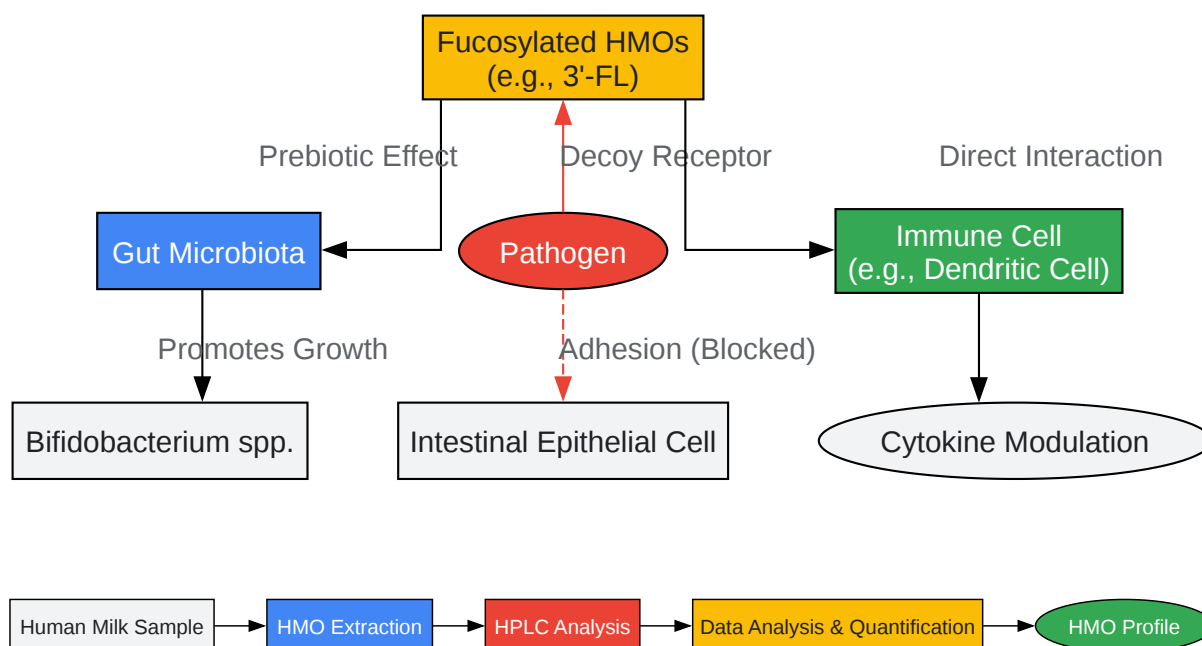 Fucosylated HMOs
(e.g., 3'-FL)
Prebiotic Effect
Decoy Receptor
Direct Interaction
Gut Microbiota
Pathogen
Immune Cell
(e.g., Dendritic Cell)
Promotes Growth
Adhesion (Blocked)
Bifidobacterium spp.
Intestinal Epithelial Cell
Cytokine Modulation
Human Milk Sample
HMO Extraction
HPLC Analysis
Data Analysis & Quantification
HMO Profile